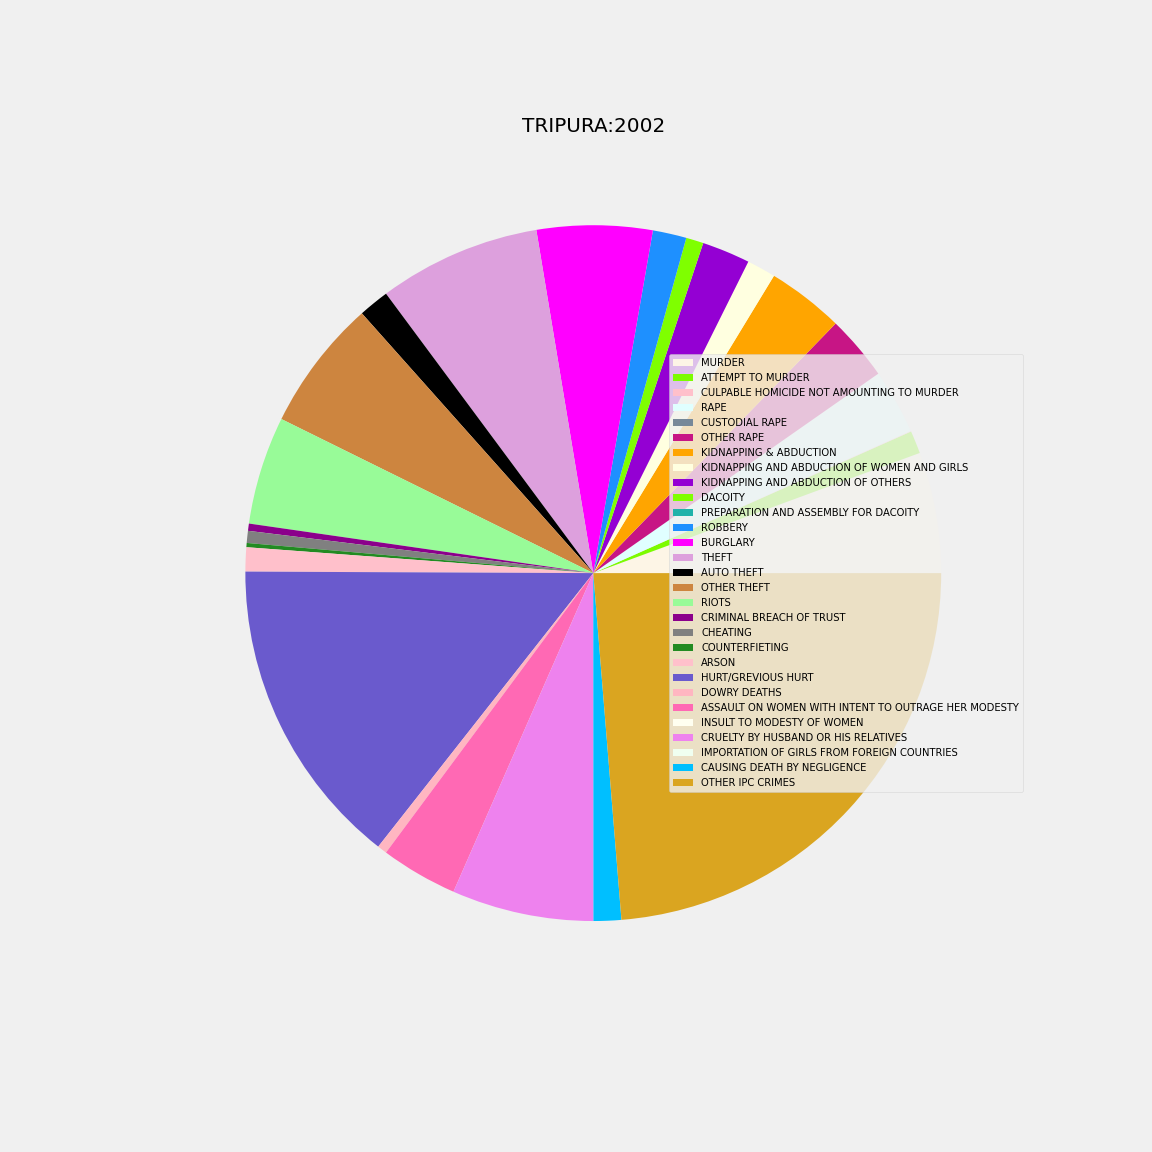 TRIPURA:2002
MURDER
ATTEMPT TO MURDER
CULPABLE HOMICIDE NOT AMOUNTING TO MURDER
RAPE
CUSTODIAL RAPE
OTHER RAPE
KIDNAPPING & ABDUCTION
KIDNAPPING AND ABDUCTION OF WOMEN AND GIRLS
KIDNAPPING AND ABDUCTION OF OTHERS
DACOITY
PREPARATION AND ASSEMBLY FOR DACOITY
ROBBERY
BURGLARY
THEFT
AUTO THEFT
OTHER THEFT
RIOTS
CRIMINAL BREACH OF TRUST
CHEATING
COUNTERFIETING
ARSON
HURT/GREVIOUS HURT
DOWRY DEATHS
ASSAULT ON WOMEN WITH INTENT TO OUTRAGE HER MODESTY
INSULT TO MODESTY OF WOMEN
CRUELTY BY HUSBAND OR HIS RELATIVES
IMPORTATION OF GIRLS FROM FOREIGN COUNTRIES
CAUSING DEATH BY NEGLIGENCE
OTHER IPC CRIMES